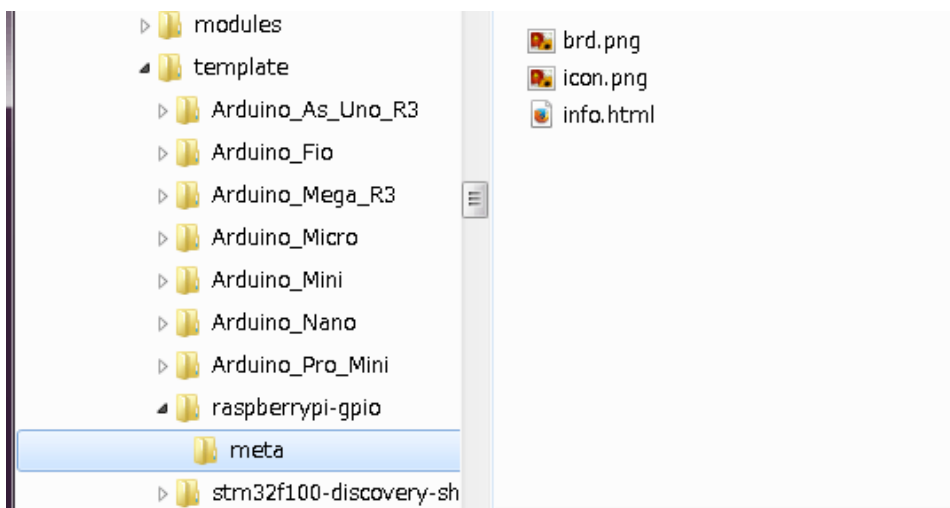 modules
template
Arduino_As_Uno_R3
Arduino_Fio
Arduino_Mega_R3
Arduino_Micro
Arduino_Mini
Arduino_Nano
Arduino_Pro_Mini
raspberrypi-gpio
meta
stm32f100-discovery-sh
brd.png
icon.png
info.html